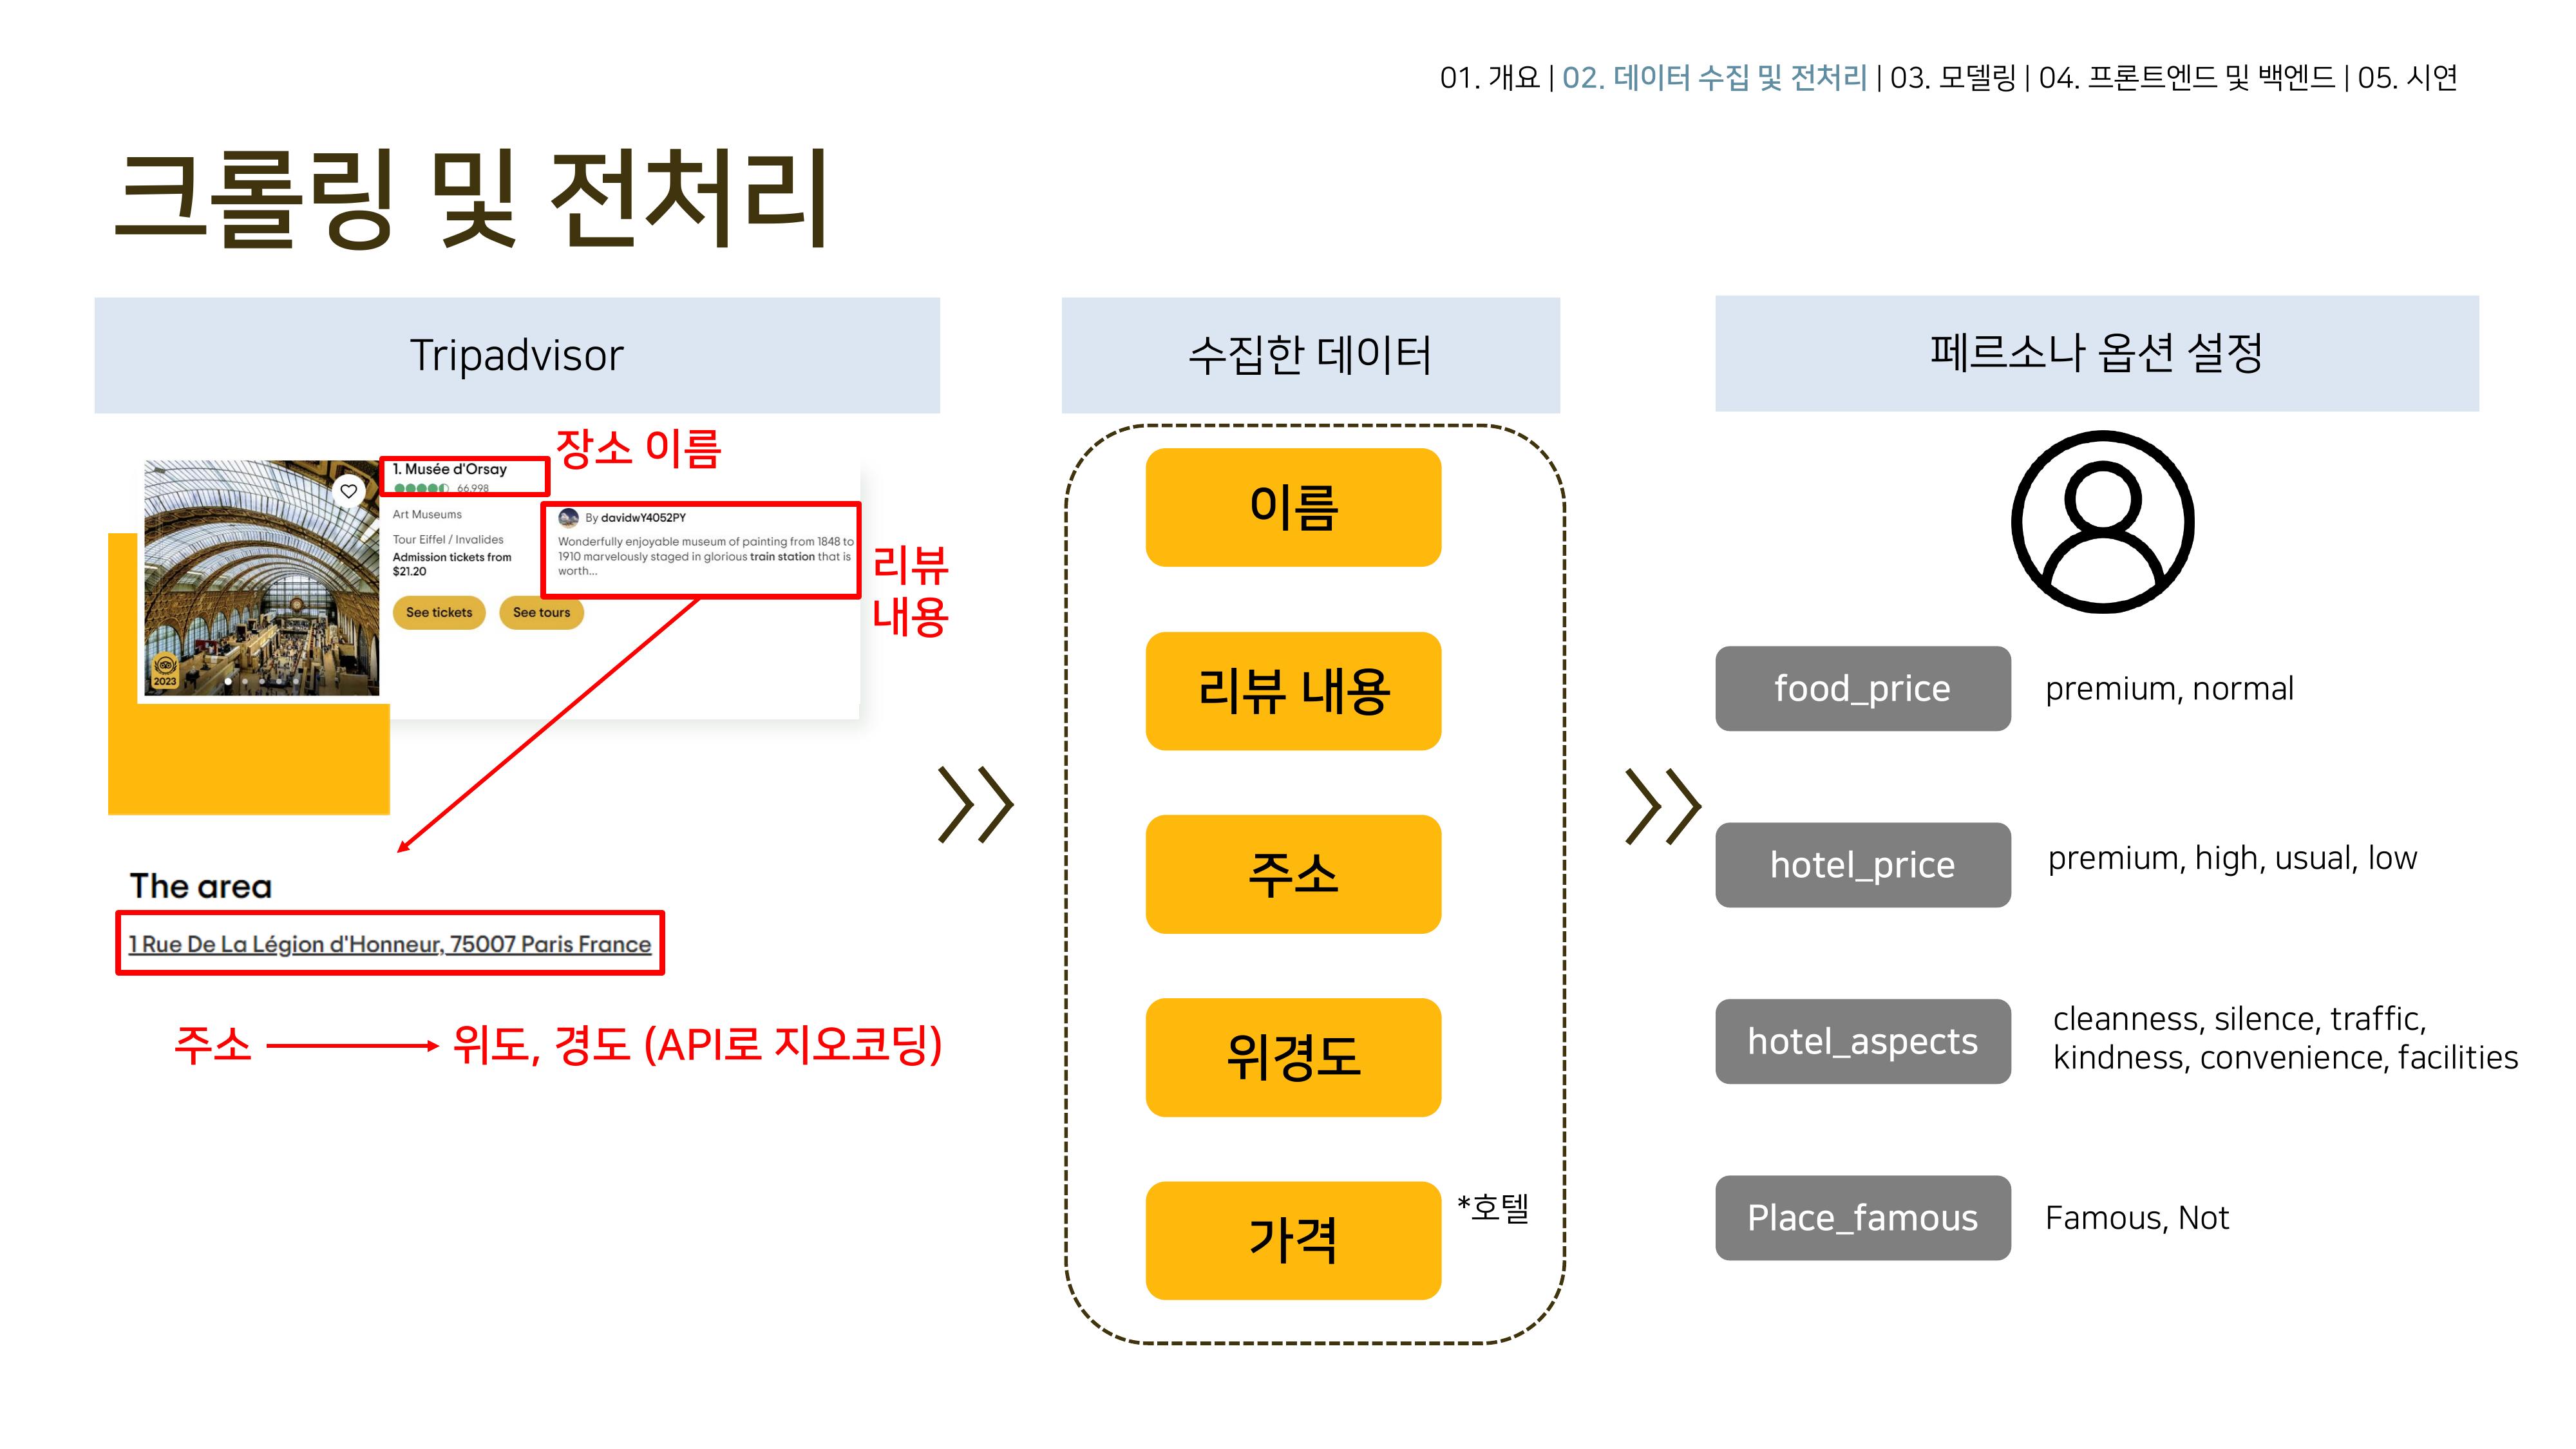 01. 개요 | 02. 데이터 수집 및 전처리 | 03. 모델링 | 04. 프론트엔드 및 백엔드 | 05. 시연
크롤링 및 전처리
Tripadvisor
장소 이름
1. Musée d'Orsay
66,998
Art Museums
Tour Eiffel / Invalides
Admission tickets from
$21.20
See tickets
See tours
By davidwY4052PY
Wonderfully enjoyable museum of painting from 1848 to
1910 marvelously staged in glorious train station that is
worth...
리뷰
내용
2023
The area
1 Rue De La Légion d'Honneur, 75007 Paris France
주소
위도, 경도 (API로 지오코딩)
수집한 데이터
이름
리뷰 내용
주소
위경도
가격
*호텔
페르소나 옵션 설정
food_price
premium, normal
hotel_price
premium, high, usual, low
hotel_aspects
cleanness, silence, traffic,
kindness, convenience, facilities
Place_famous
Famous, Not